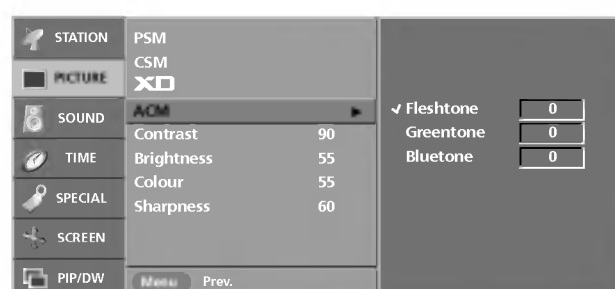 STATION
PICTURE
SOUND
TIME
SPECIAL
SCREEN
PIP/DW
PSM
CSM
XD
ACM
Contrast 90
Brightness 55
Colour 55
Sharpness 60
Menu Prev.
✓ Fleshtone 0
Greentone 0
Bluetone 0